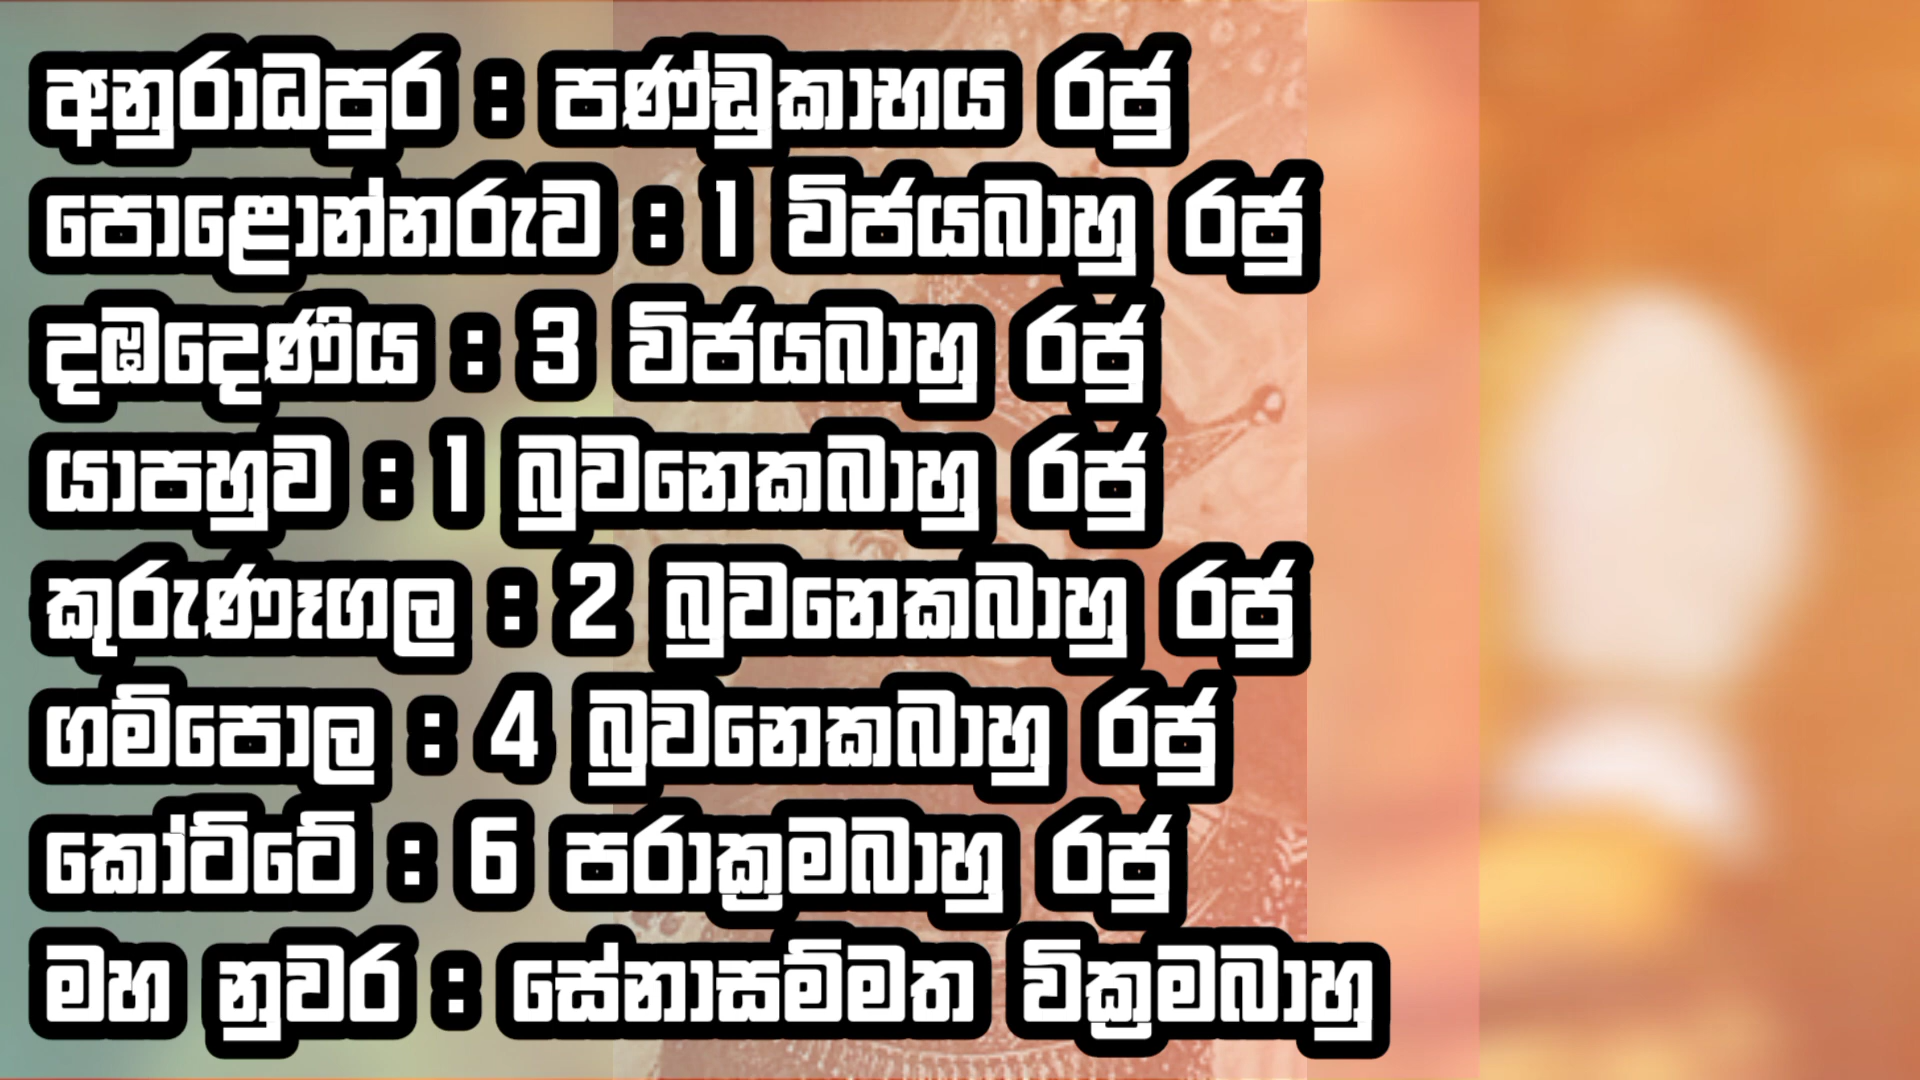 අනුරාධපුර : පණ්ඩුකාභය රජු
පොළොන්නරුව : 1 විජයබාහු රජු
දඹදෙණිය : 3 විජයබාහු රජු
යාපහුව : 1 බුවනෙකබාහු රජු
කුරුණෑගල : 2 බුවනෙකබාහු රජු
ගම්පොල : 4 බුවනෙකබාහු රජු
කෝට්ටේ : 6 පරාක්‍රමබාහු රජු
මහ නුවර : සේනාසම්මත වික්‍රමබාහු